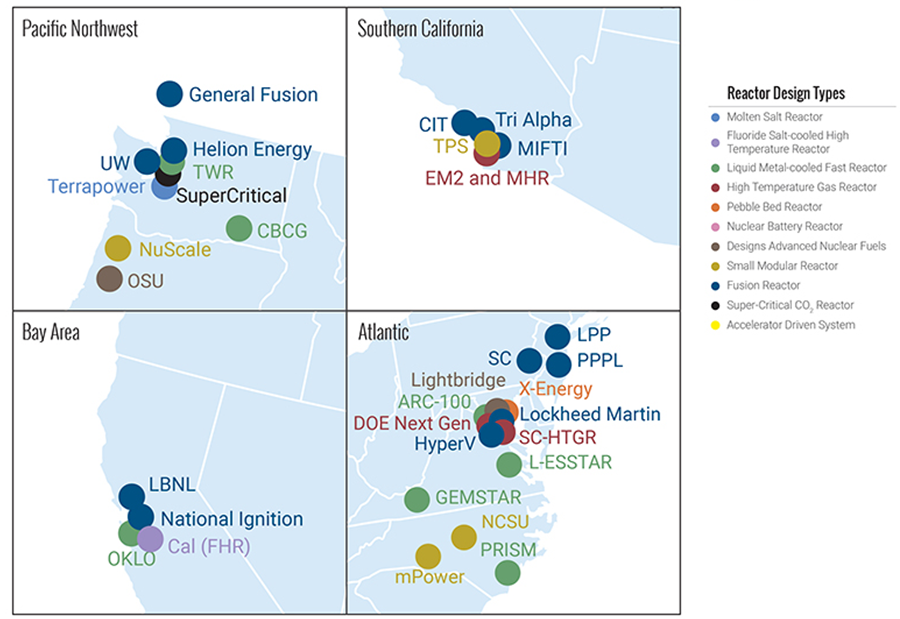 Pacific Northwest
General Fusion
Helion Energy
UW
TWR
Terrapower
SuperCritical
CBCG
NuScale
OSU
Southern California
CIT
Tri Alpha
TPS
MIFTI
EM2 and MHR
Bay Area
LBNL
National Ignition
Cal (FHR)
OKLO
Atlantic
LPP
SC
PPPL
Lightbridge
X-Energy
ARC-100
Lockheed Martin
DOE Next Gen
SC-HTGR
HyperV
L-ESSTAR
GEMSTAR
NCSU
PRISM
mPower
Reactor Design Types
Molten Salt Reactor
Fluoride Salt-cooled High
Temperature Reactor
Liquid Metal-cooled Fast Reactor
High Temperature Gas Reactor
Pebble Bed Reactor
Nuclear Battery Reactor
Designs Advanced Nuclear Fuels
Small Modular Reactor
Fusion Reactor
Super-Critical CO₂ Reactor
Accelerator Driven System